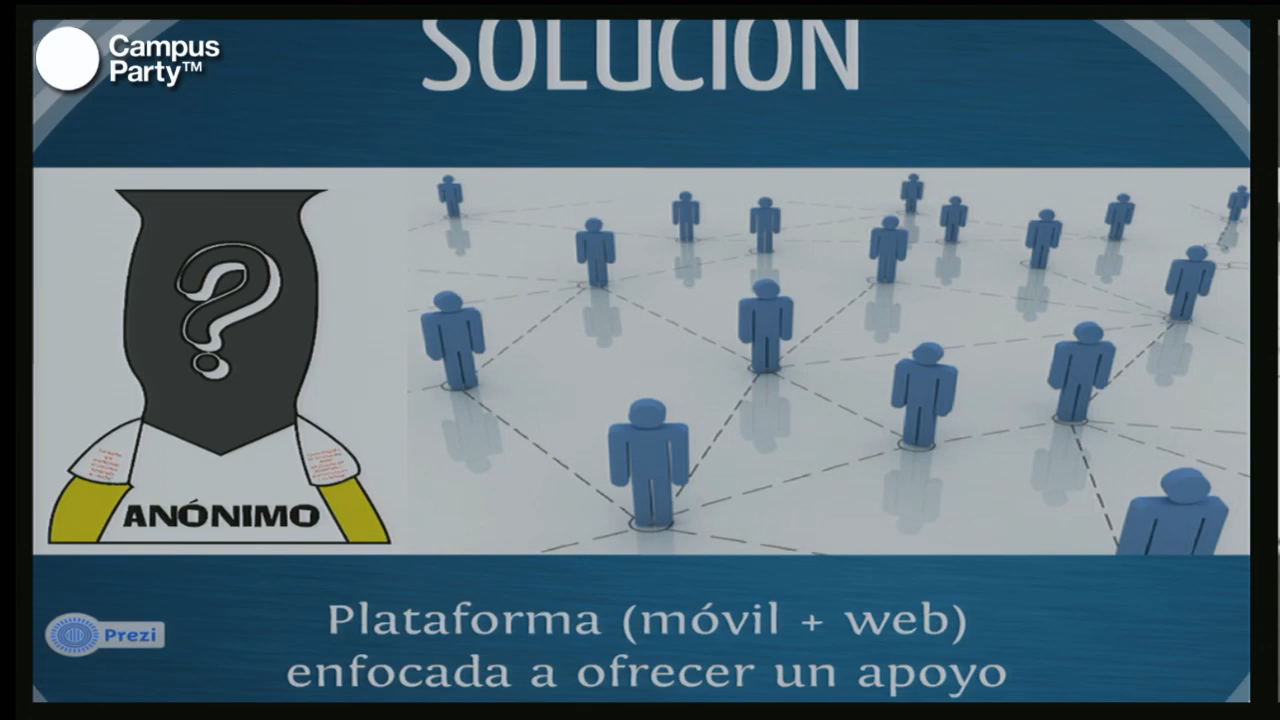 Campus
Party™
SOLUCIÓN
?
ANÓNIMO
Prezi
Plataforma (móvil + web)
enfocada a ofrecer un apoyo